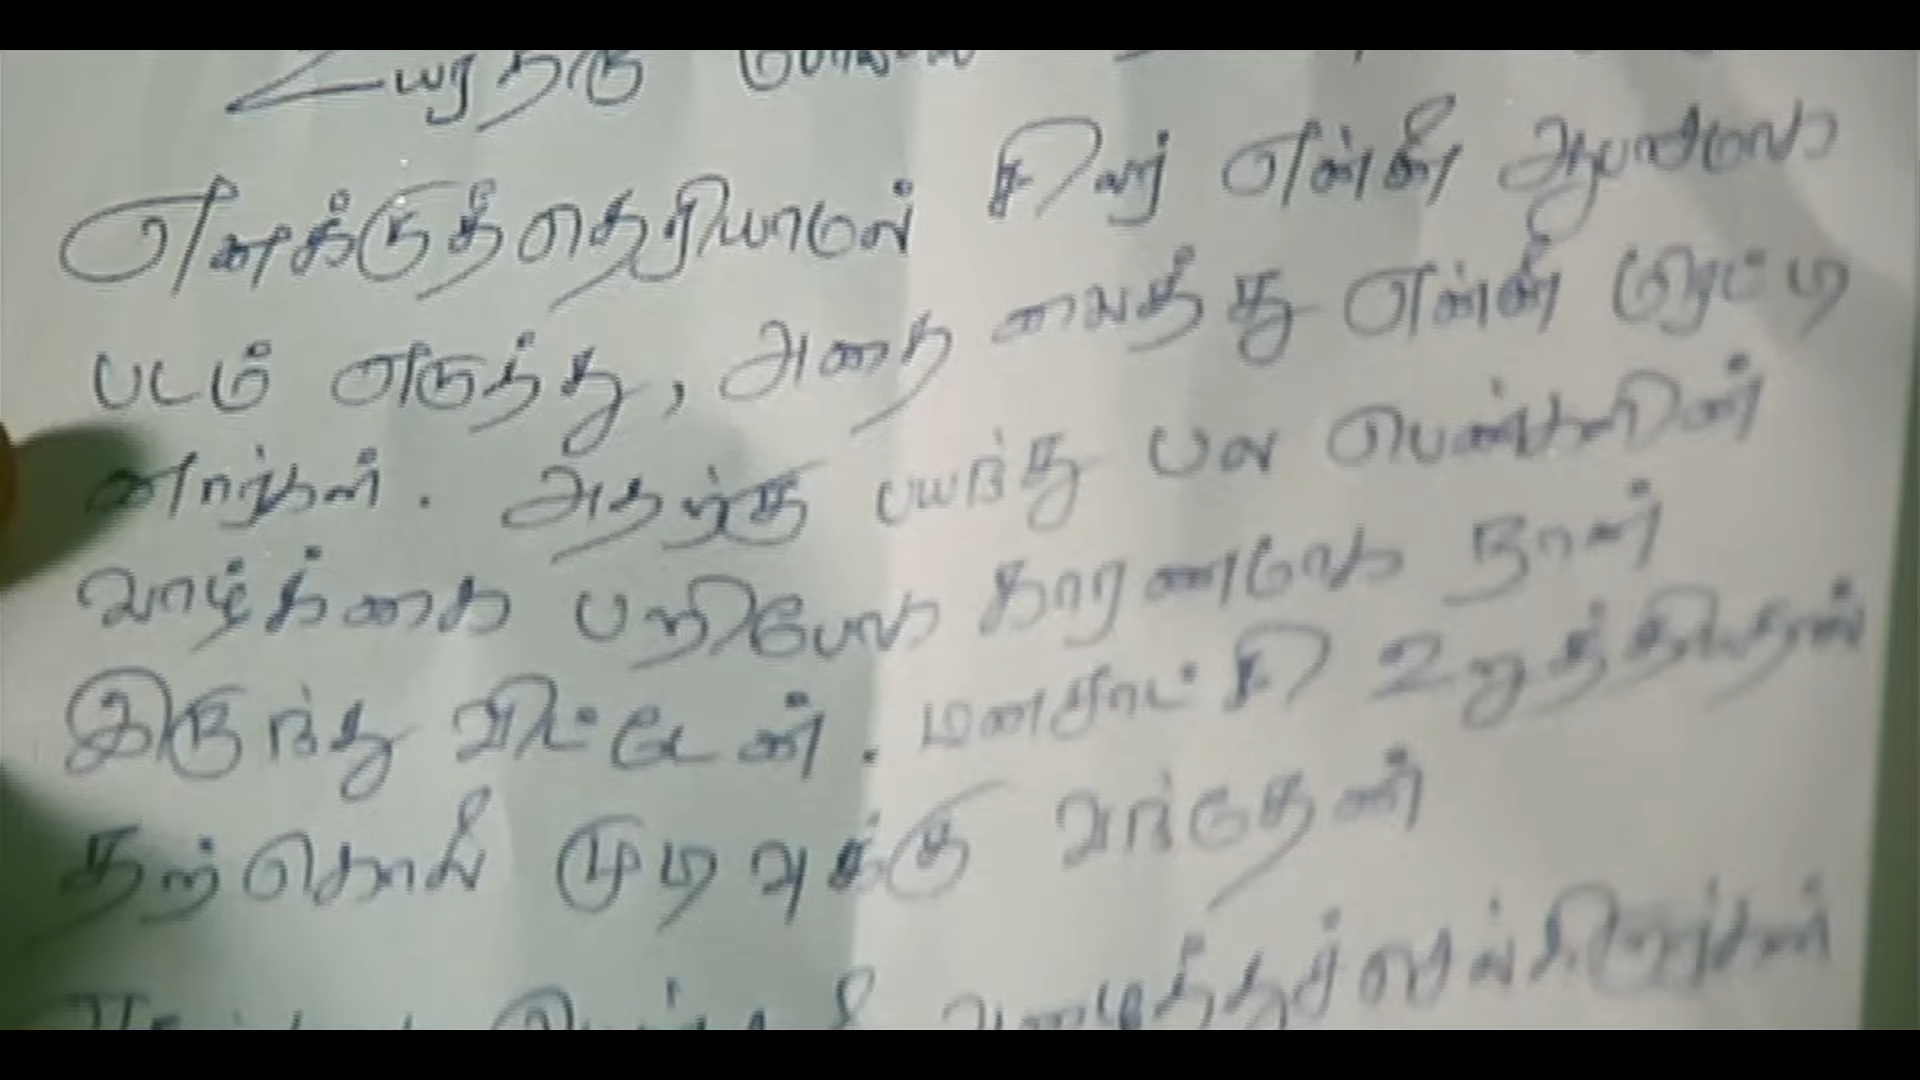 எனக்குத்தெரியாமல் சிலர் என்னை ஆபாசமாக
படம் எடுத்து, அதை வைத்து என்னை மிரட்டி
னார்கள். அதற்கு பயந்து பல பெண்களின்
வாழ்க்கை பறிபோக காரணமாக நான்
இருந்து விட்டேன். மனசாட்சி உறுத்தியதால்
தற்கொலை முடிவுக்கு வந்தேன்